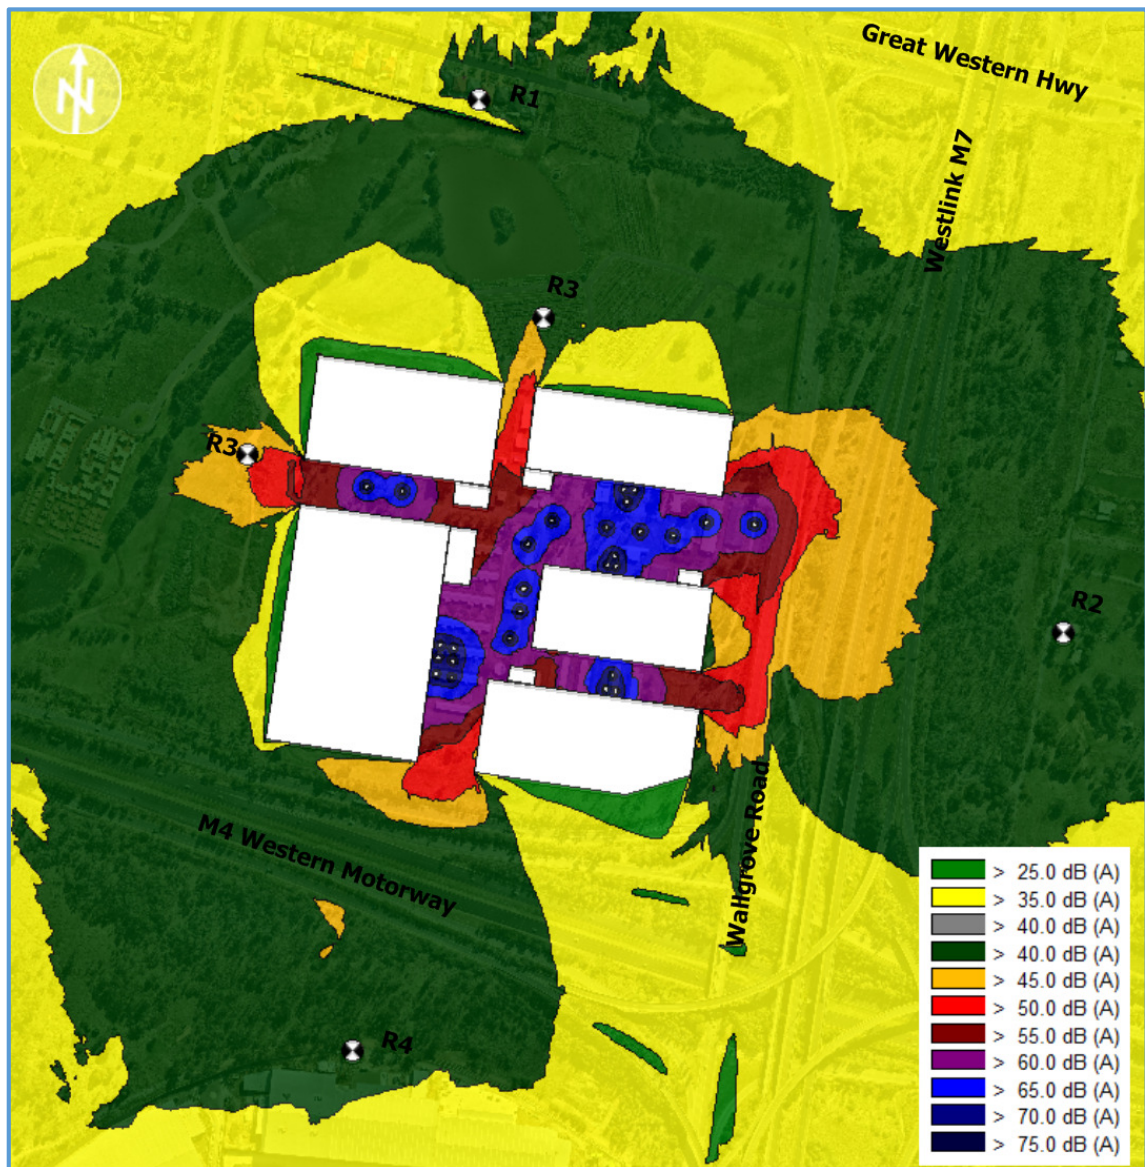 Great Western Hwy
N
R1
Westlink M7
R3
R3
R2
M4 Western Motorway
Wallgrove Road
R4
> 25.0 dB (A)
> 35.0 dB (A)
> 40.0 dB (A)
> 40.0 dB (A)
> 45.0 dB (A)
> 50.0 dB (A)
> 55.0 dB (A)
> 60.0 dB (A)
> 65.0 dB (A)
> 70.0 dB (A)
> 75.0 dB (A)